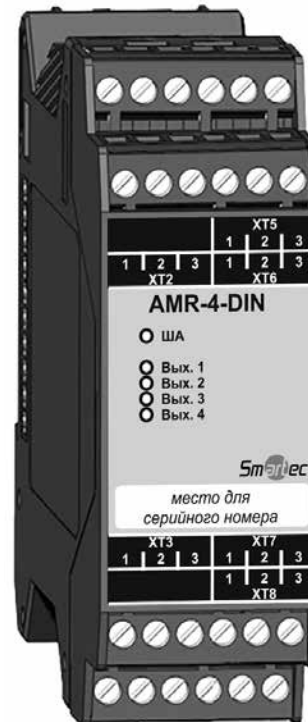 XT5
1 2 3
1 2 3 1 2 3
XT2 XT6
AMR-4-DIN
ША
Вых. 1
Вых. 2
Вых. 3
Вых. 4
Smartec
место для
серийного номера
XT3 XT7
1 2 3 1 2 3
1 2 3
XT8